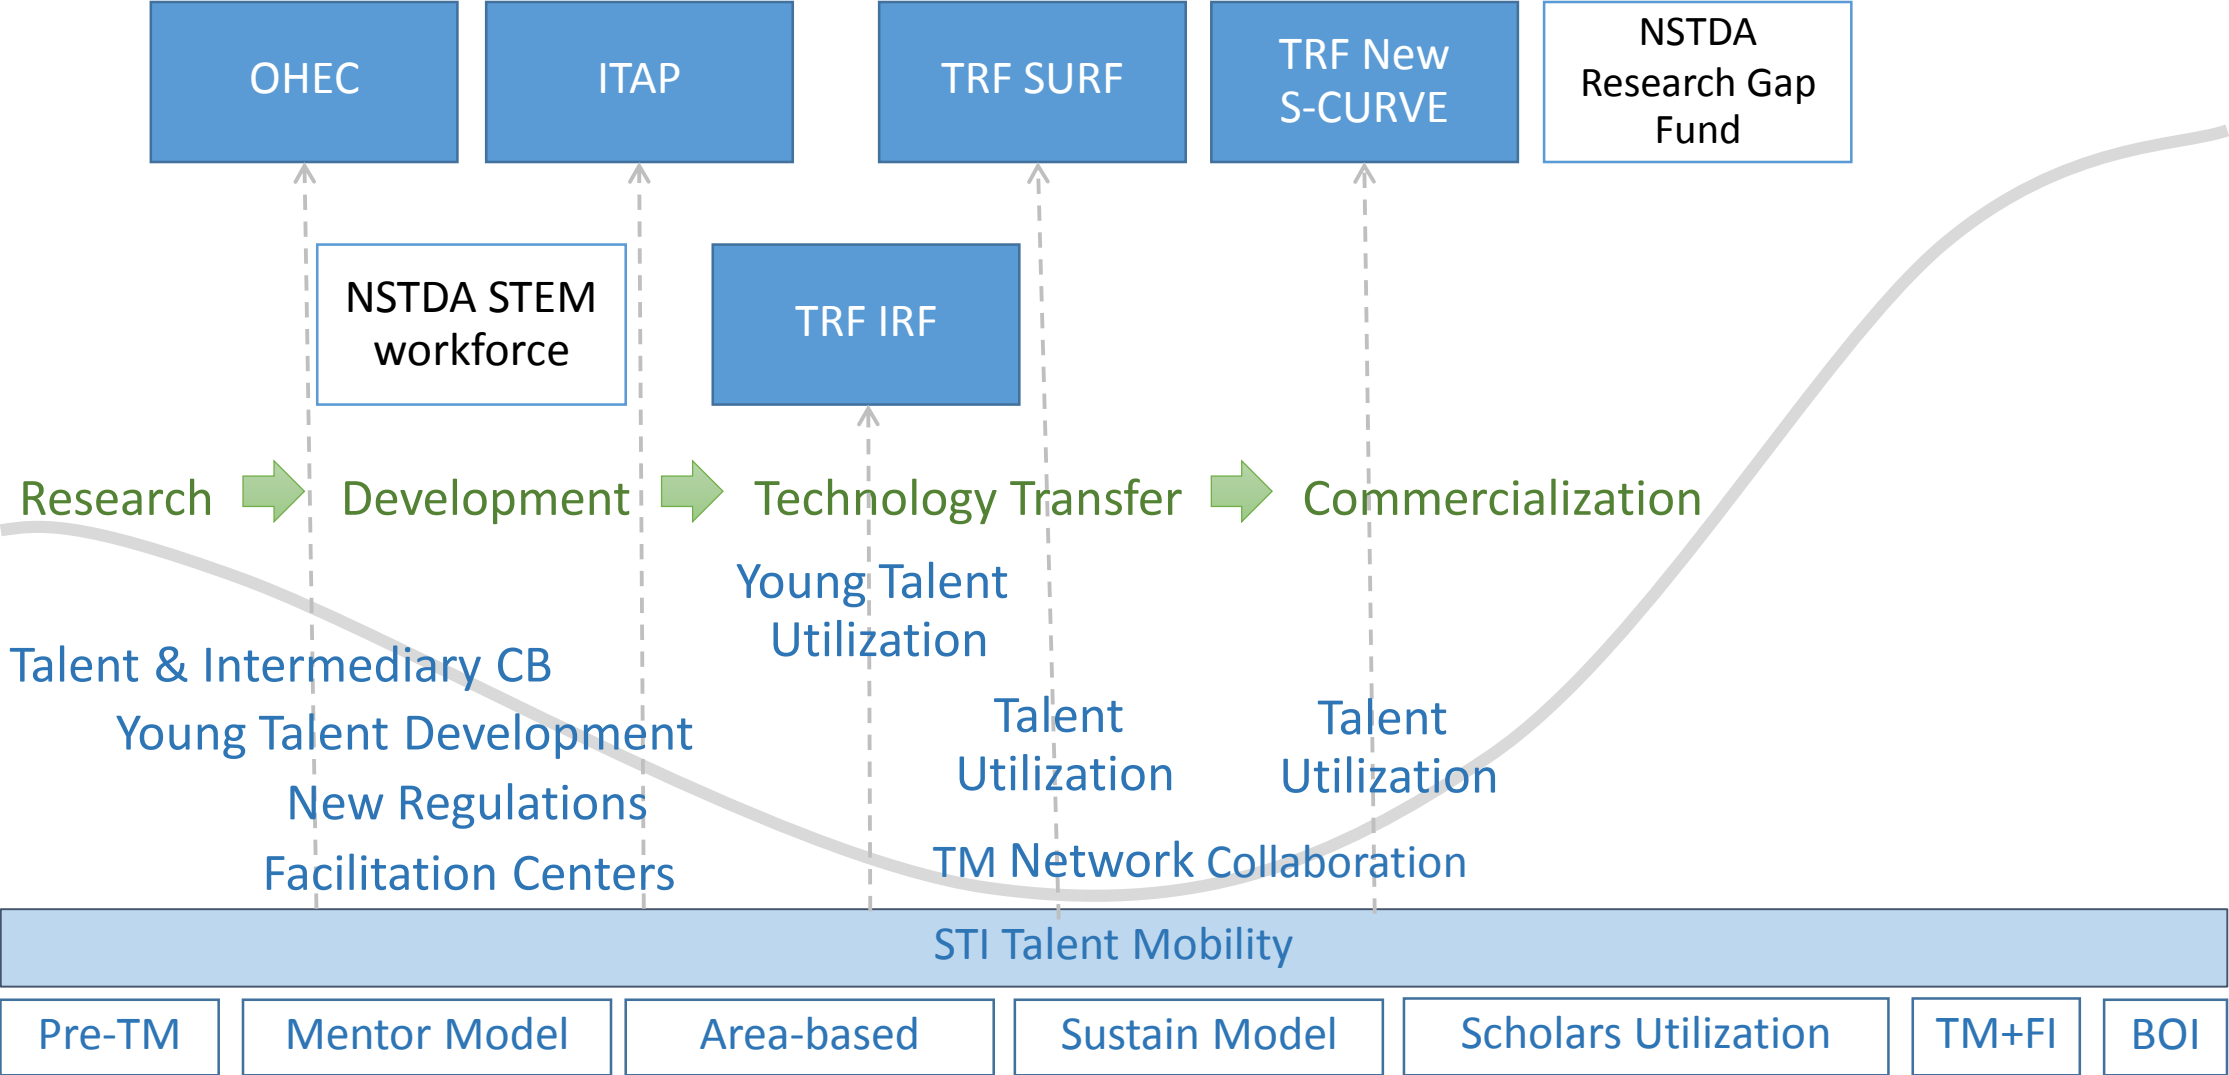 OHEC
ITAP
TRF SURF
TRF New
S-CURVE
NSTDA
Research Gap
Fund
NSTDA STEM
workforce
TRF IRF
Research
Development
Technology Transfer
Commercialization
Young Talent
Utilization
Talent & Intermediary CB
Young Talent Development
New Regulations
Facilitation Centers
Talent
Utilization
Talent
Utilization
TM Network Collaboration
STI Talent Mobility
Pre-TM
Mentor Model
Area-based
Sustain Model
Scholars Utilization
TM+FI
BOI